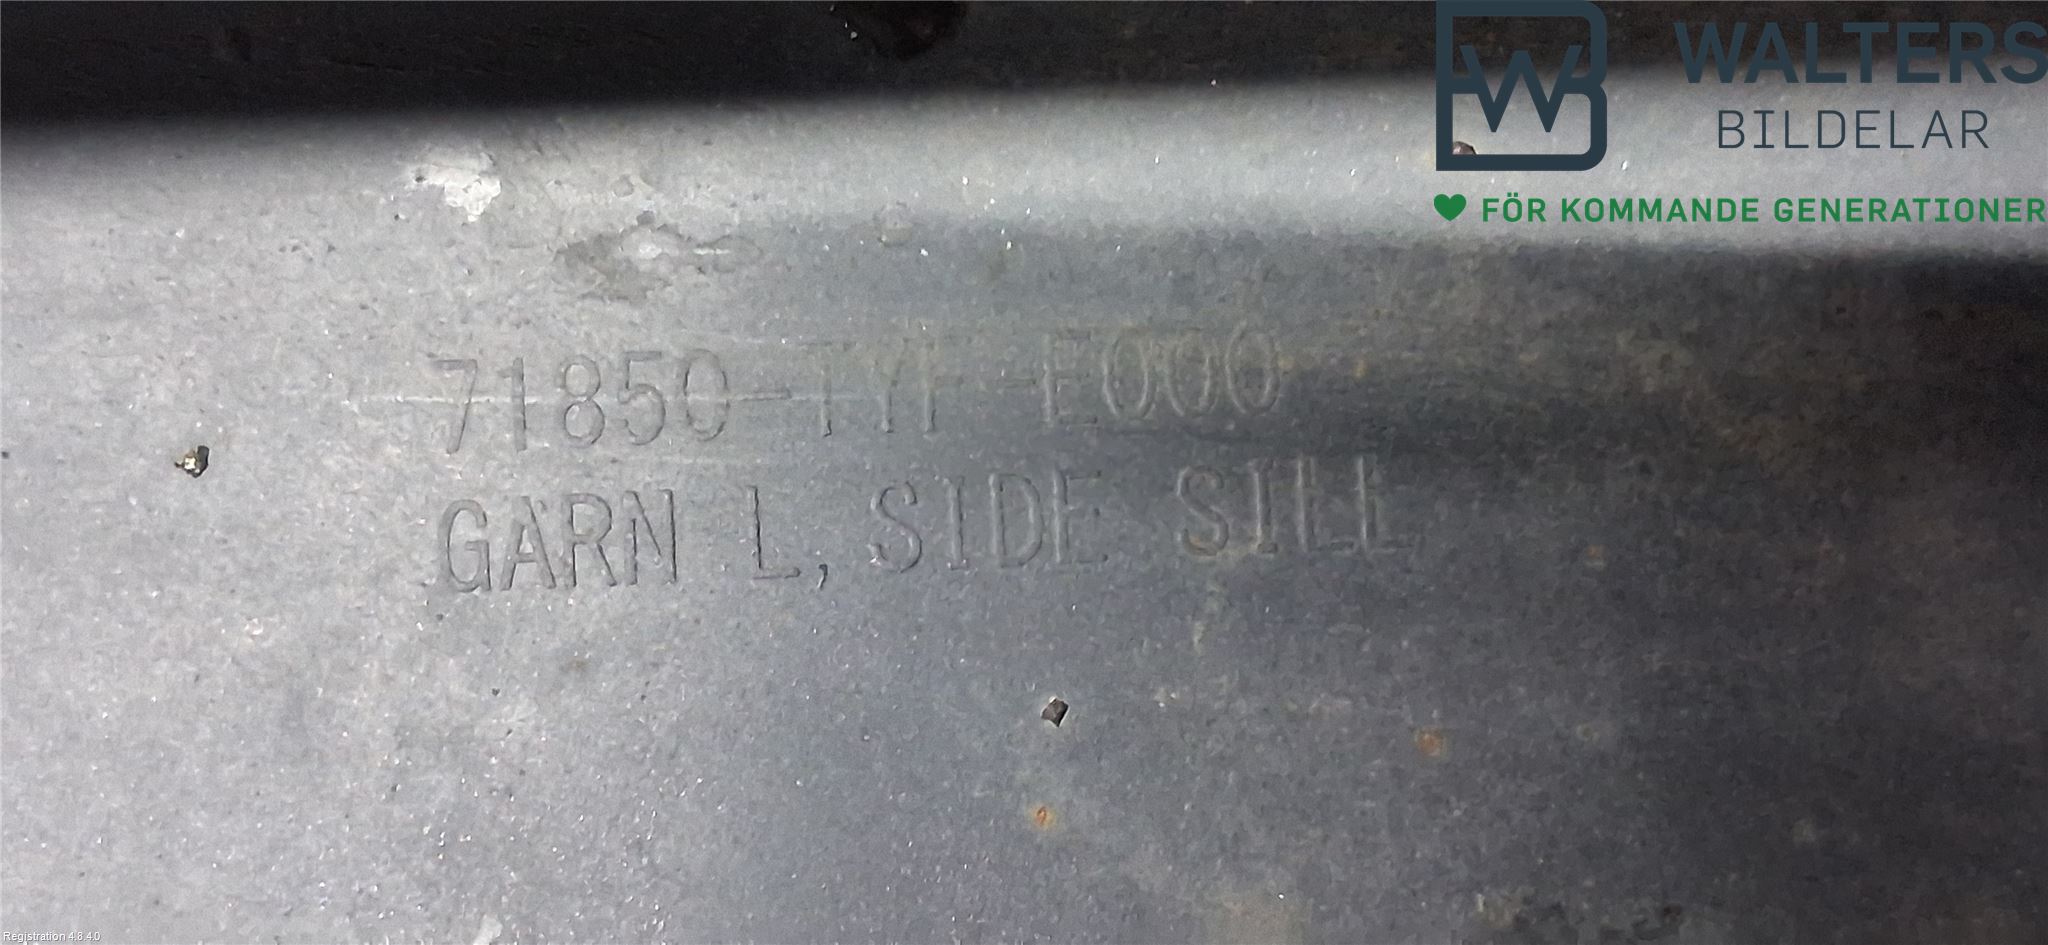 WALTERS
BILDELAR
FÖR KOMMANDE GENERATIONER
71850-TYF-E000
GARN L, SIDE SILL
Registration 4.8.4.0